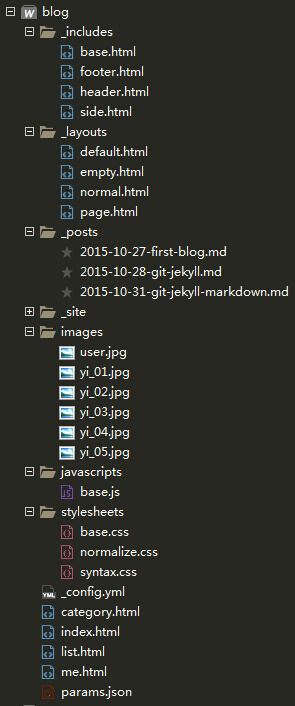 blog
_includes
base.html
footer.html
header.html
side.html
_layouts
default.html
empty.html
normal.html
page.html
_posts
2015-10-27-first-blog.md
2015-10-28-git-jekyll.md
2015-10-31-git-jekyll-markdown.md
_site
images
user.jpg
yi_01.jpg
yi_02.jpg
yi_03.jpg
yi_04.jpg
yi_05.jpg
javascripts
base.js
stylesheets
base.css
normalize.css
syntax.css
YML _config.yml
category.html
index.html
list.html
me.html
params.json